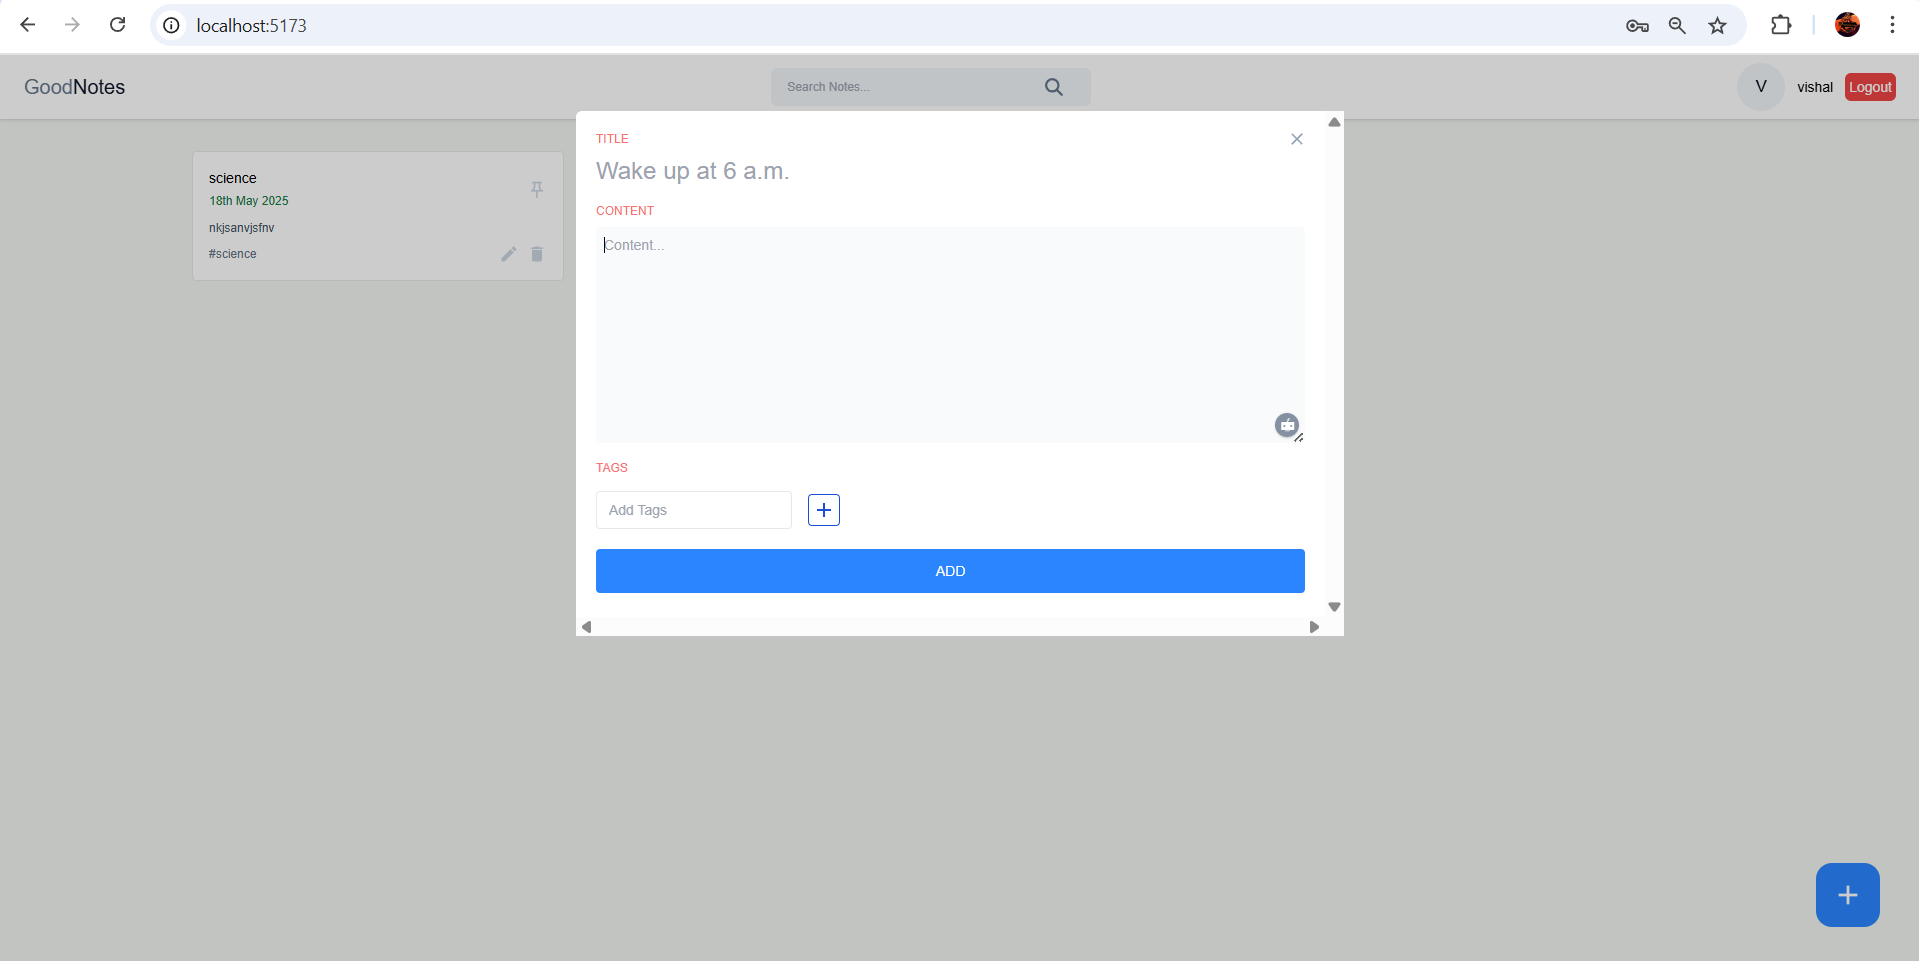 localhost:5173
GoodNotes
Search Notes...
V
vishal
Logout
science
18th May 2025
nkjsanvjsfnv
#science
TITLE
Wake up at 6 a.m.
CONTENT
Content...
TAGS
Add Tags
ADD